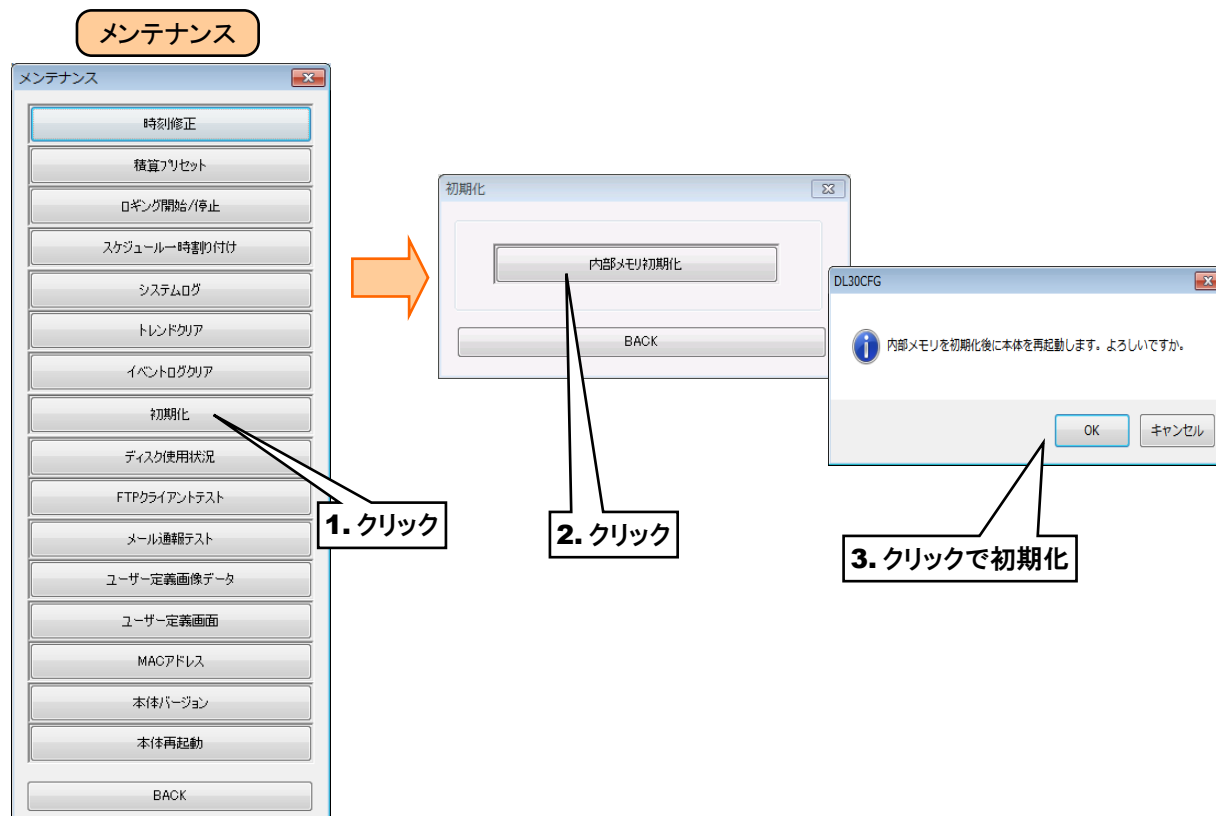 メンテナンス
メンテナンス
時刻修正
積算プリセット
ロギング開始/停止
スケジュール一時割り付け
システムログ
トレンドクリア
イベントログクリア
初期化
ディスク使用状況
FTPクライアントテスト
メール通報テスト
ユーザー定義画像データ
ユーザー定義画面
MACアドレス
本体バージョン
本体再起動
BACK
1. クリック
初期化
内部メモリ初期化
BACK
2. クリック
DL30CFG
内部メモリを初期化後に本体を再起動します。よろしいですか。
OK
キャンセル
3. クリックで初期化